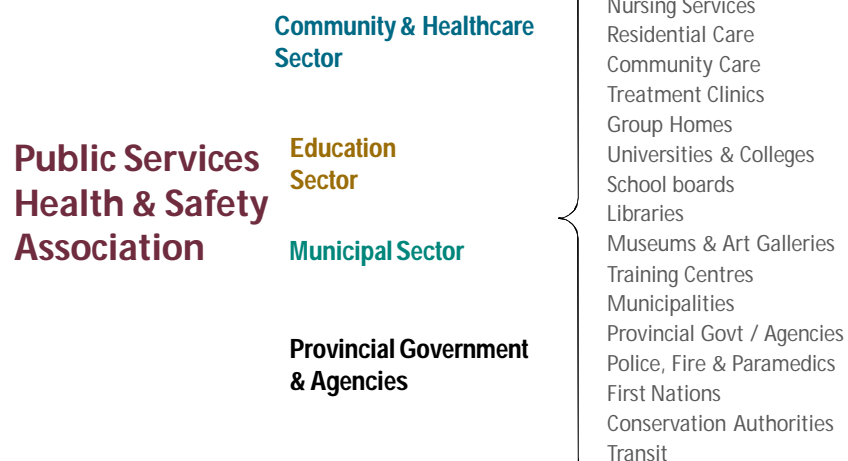 Public Services
Health & Safety
Association
Community & Healthcare
Sector
Education
Sector
Municipal Sector
Provincial Government
& Agencies
Nursing Services
Residential Care
Community Care
Treatment Clinics
Group Homes
Universities & Colleges
School boards
Libraries
Museums & Art Galleries
Training Centres
Municipalities
Provincial Govt / Agencies
Police, Fire & Paramedics
First Nations
Conservation Authorities
Transit